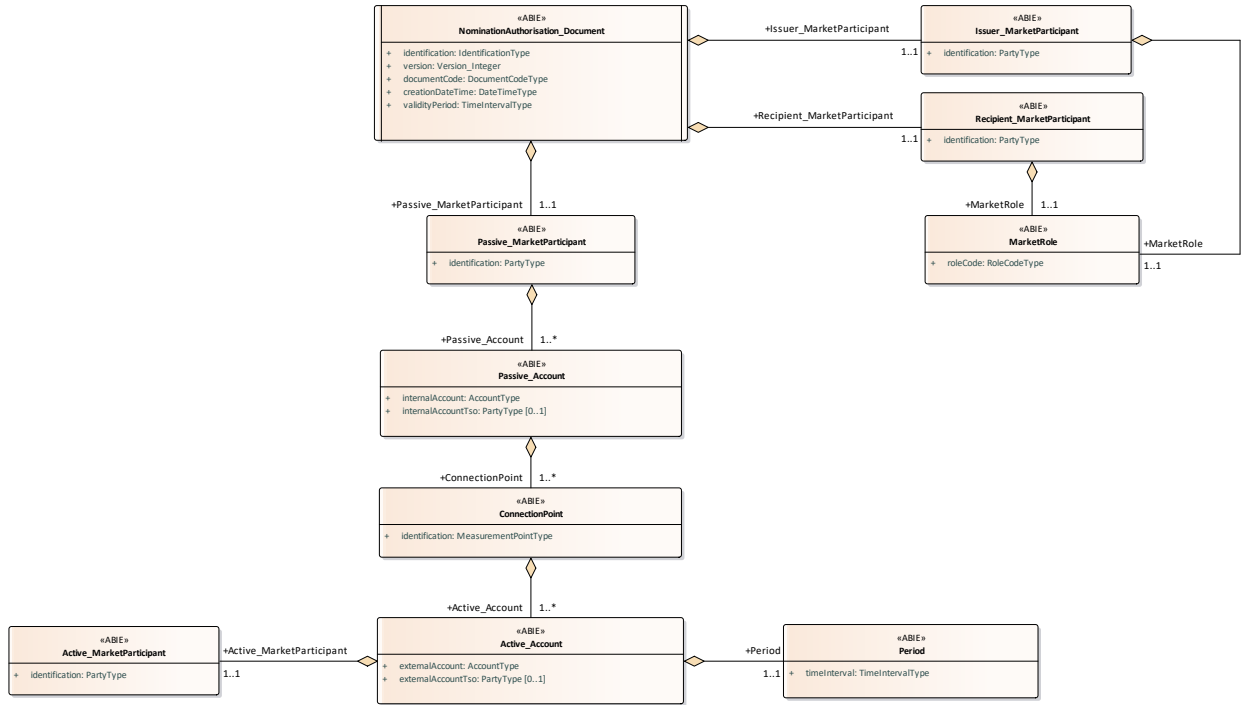 «ABIE»
NominationAuthorisation_Document
+ identification: IdentificationType
+ version: Version_Integer
+ documentCode: DocumentCodeType
+ creationDateTime: DateTimeType
+ validityPeriod: TimeIntervalType
+Issuer_MarketParticipant
1..1
«ABIE»
Issuer_MarketParticipant
+ identification: PartyType
+Recipient_MarketParticipant
1..1
«ABIE»
Recipient_MarketParticipant
+ identification: PartyType
+MarketRole 1..1
«ABIE»
MarketRole
+ roleCode: RoleCodeType
+MarketRole
1..1
+Passive_MarketParticipant 1..1
«ABIE»
Passive_MarketParticipant
+ identification: PartyType
+Passive_Account 1..*
«ABIE»
Passive_Account
+ internalAccount: AccountType
+ internalAccountTso: PartyType [0..1]
+ConnectionPoint 1..*
«ABIE»
ConnectionPoint
+ identification: MeasurementPointType
+Active_Account 1..*
«ABIE»
Active_MarketParticipant
+ identification: PartyType
+Active_MarketParticipant
1..1
«ABIE»
Active_Account
+ externalAccount: AccountType
+ externalAccountTso: PartyType [0..1]
+Period
1..1
«ABIE»
Period
+ timeInterval: TimeIntervalType